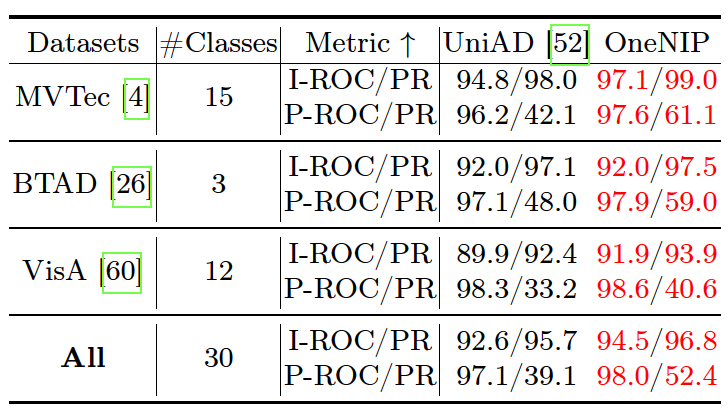 Datasets #Classes Metric ↑ UniAD [52] OneNIP
MVTec [4] 15 I-ROC/PR 94.8/98.0 97.1/99.0
P-ROC/PR 96.2/42.1 97.6/61.1
BTAD [26] 3 I-ROC/PR 92.0/97.1 92.0/97.5
P-ROC/PR 97.1/48.0 97.9/59.0
VisA [60] 12 I-ROC/PR 89.9/92.4 91.9/93.9
P-ROC/PR 98.3/33.2 98.6/40.6
All 30 I-ROC/PR 92.6/95.7 94.5/96.8
P-ROC/PR 97.1/39.1 98.0/52.4